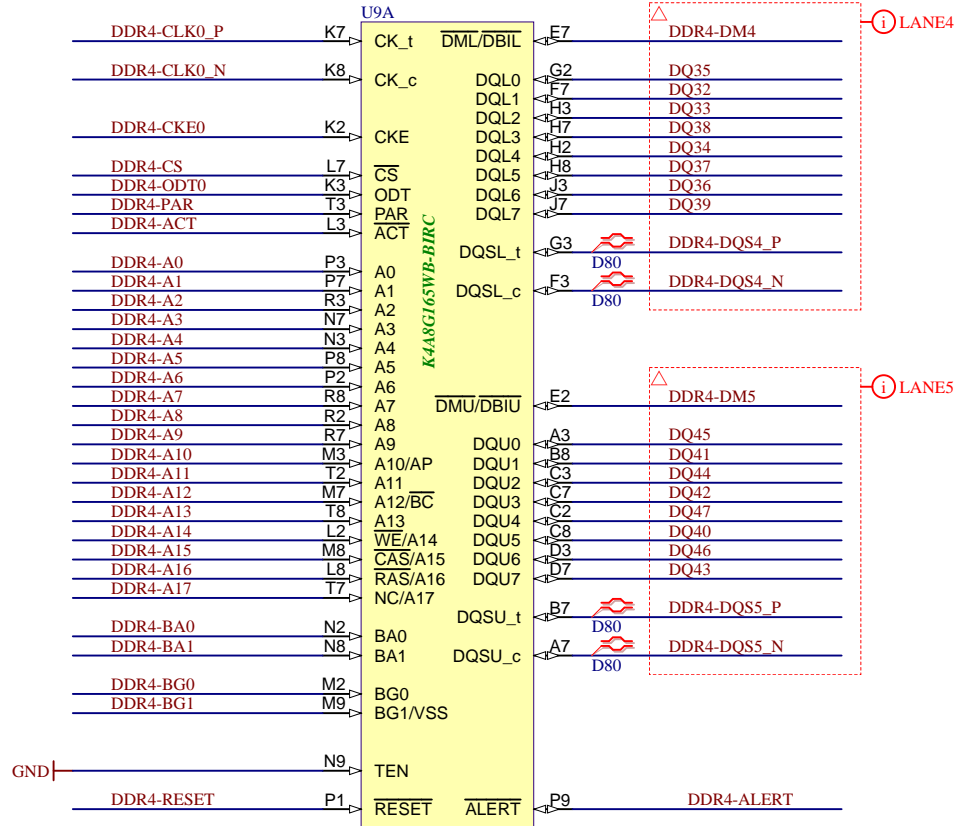 U9A
DDR4-CLK0_P K7 CK_t DML/DBIL E7 DDR4-DM4 LANE4
DDR4-CLK0_N K8 CK_c DQL0 G2 DQ35
DQL1 F7 DQ32
DQL2 H3 DQ33
DDR4-CKE0 K2 CKE DQL3 H7 DQ38
DQL4 H2 DQ34
DDR4-CS L7 CS DQL5 H8 DQ37
DDR4-ODT0 K3 ODT DQL6 J3 DQ36
DDR4-PAR T3 PAR DQL7 J7 DQ39
DDR4-ACT L3 ACT
DQSL_t G3 D80 DDR4-DQS4_P
DDR4-A0 P3 A0
DDR4-A1 P7 A1 DQSL_c F3 D80 DDR4-DQS4_N
DDR4-A2 R3 A2
DDR4-A3 N7 A3
DDR4-A4 N3 A4
DDR4-A5 P8 A5
DDR4-A6 P2 A6
K4A8G165WB-BIRC
DDR4-A7 R8 A7 DMU/DBIU E2 DDR4-DM5 LANE5
DDR4-A8 R2 A8
DDR4-A9 R7 A9 DQU0 A3 DQ45
DDR4-A10 M3 A10/AP DQU1 B8 DQ41
DDR4-A11 T2 A11 DQU2 C3 DQ44
DDR4-A12 M7 A12/BC DQU3 C7 DQ42
DDR4-A13 T8 A13 DQU4 C2 DQ47
DDR4-A14 L2 WE/A14 DQU5 C8 DQ40
DDR4-A15 M8 CAS/A15 DQU6 D3 DQ46
DDR4-A16 L8 RAS/A16 DQU7 D7 DQ43
DDR4-A17 T7 NC/A17
DQSU_t B7 D80 DDR4-DQS5_P
DDR4-BA0 N2 BA0
DDR4-BA1 N8 BA1 DQSU_c A7 D80 DDR4-DQS5_N
DDR4-BG0 M2 BG0
DDR4-BG1 M9 BG1/VSS
GND N9 TEN
DDR4-RESET P1 RESET ALERT P9 DDR4-ALERT